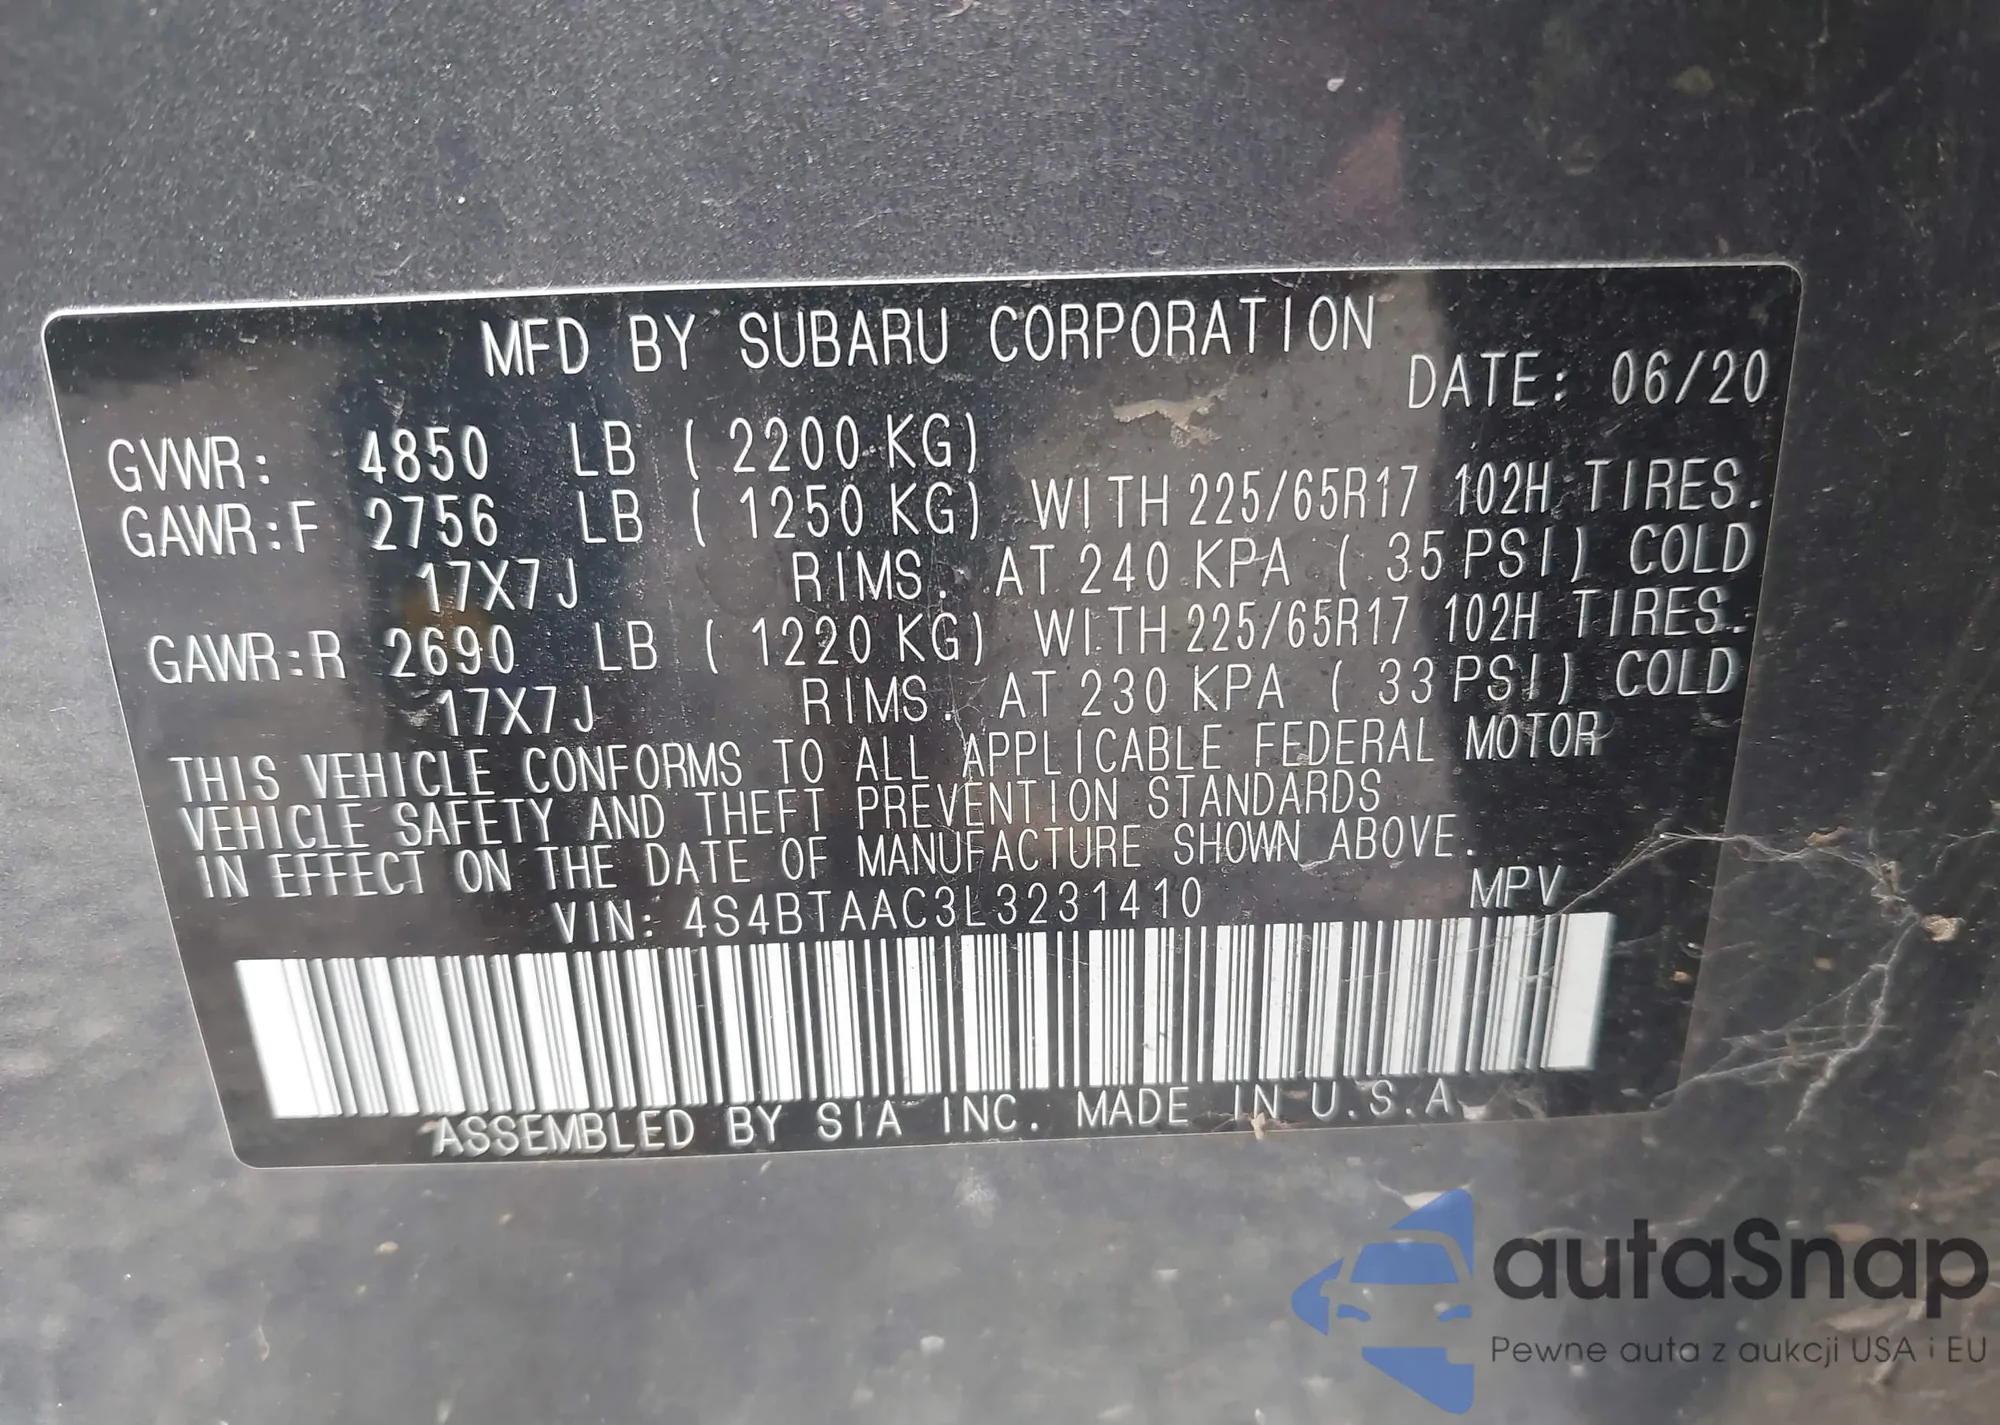 MFD BY SUBARU CORPORATION
DATE: 06/20
GVWR: 4850 LB ( 2200 KG)
GAWR:F 2756 LB ( 1250 KG) WITH 225/65R17 102H TIRES.
17X7J RIMS. AT 240 KPA ( 35 PSI) COLD
GAWR:R 2690 LB ( 1220 KG) WITH 225/65R17 102H TIRES.
17X7J RIMS. AT 230 KPA ( 33 PSI) COLD
THIS VEHICLE CONFORMS TO ALL APPLICABLE FEDERAL MOTOR
VEHICLE SAFETY AND THEFT PREVENTION STANDARDS
IN EFFECT ON THE DATE OF MANUFACTURE SHOWN ABOVE.
VIN: 4S4BTAAC3L3231410 MPV
ASSEMBLED BY SIA INC. MADE IN U.S.A
autaSnap
Pewne auta z aukcji USA i EU